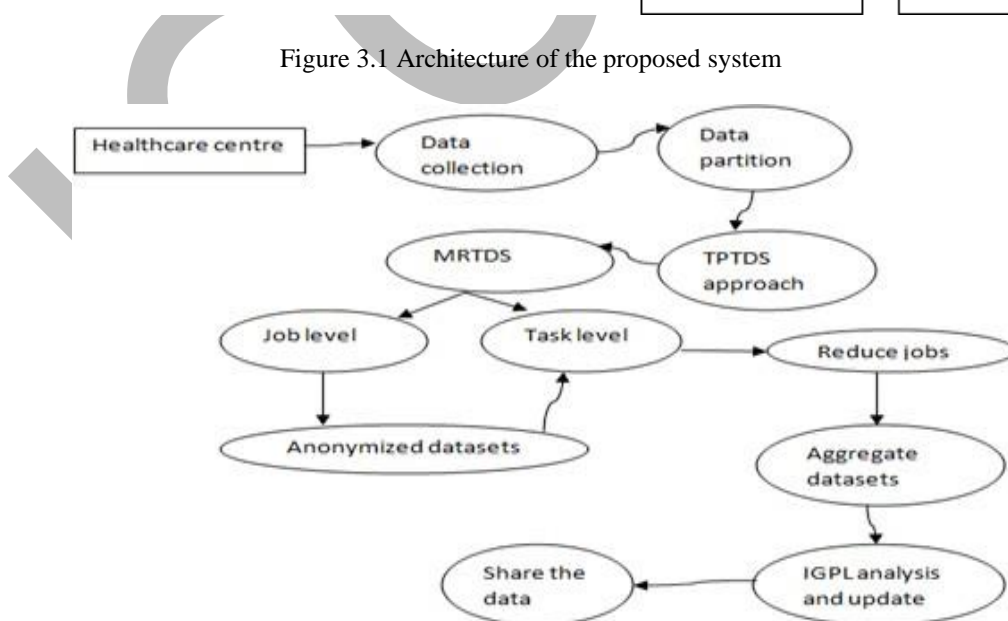 Figure 3.1 Architecture of the proposed system
Healthcare centre
Data
collection
Data
partition
MRTDS
TPTDS
approach
Job level
Task level
Reduce jobs
Anonymized datasets
Aggregate
datasets
Share the
data
IGPL analysis
and update